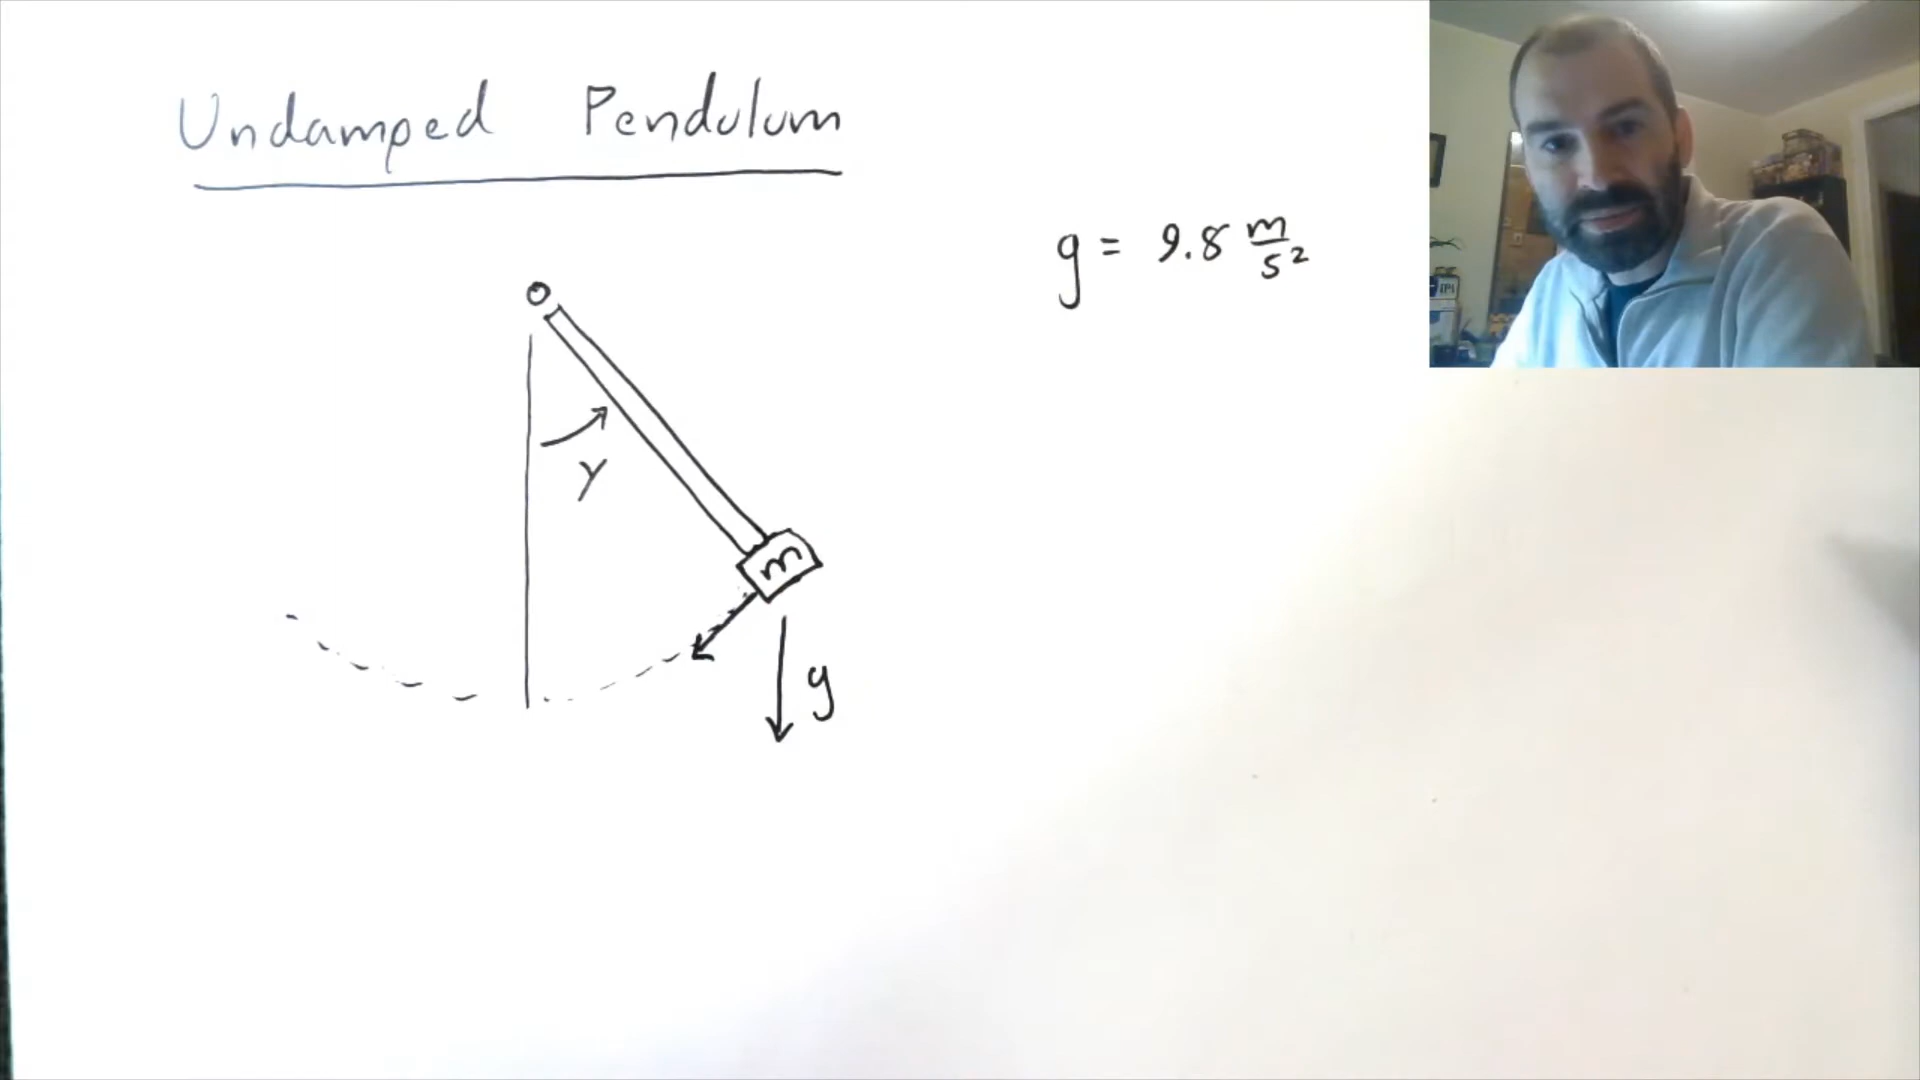 Undamped Pendulum
g = 9.8 m/s²
y
m
g